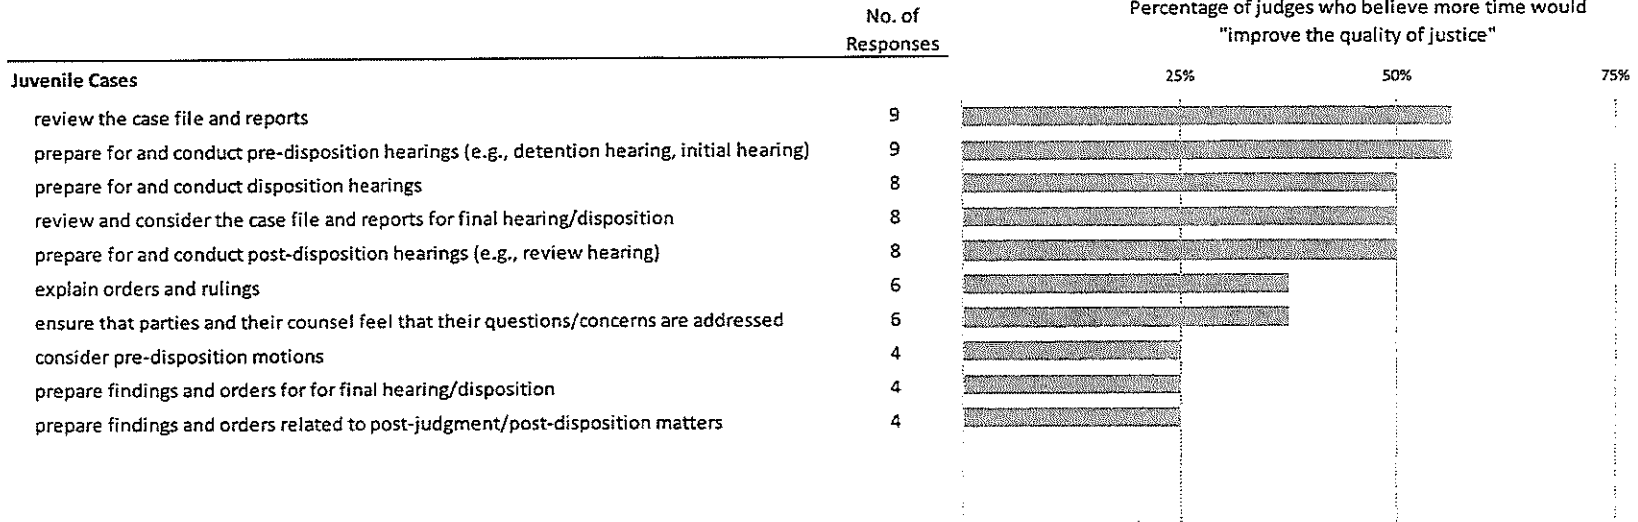 No. of
Responses
Percentage of judges who believe more time would
"improve the quality of justice"
Juvenile Cases
25%
50%
75%
review the case file and reports 9
prepare for and conduct pre-disposition hearings (e.g., detention hearing, initial hearing) 9
prepare for and conduct disposition hearings 8
review and consider the case file and reports for final hearing/disposition 8
prepare for and conduct post-disposition hearings (e.g., review hearing) 8
explain orders and rulings 6
ensure that parties and their counsel feel that their questions/concerns are addressed 6
consider pre-disposition motions 4
prepare findings and orders for for final hearing/disposition 4
prepare findings and orders related to post-judgment/post-disposition matters 4